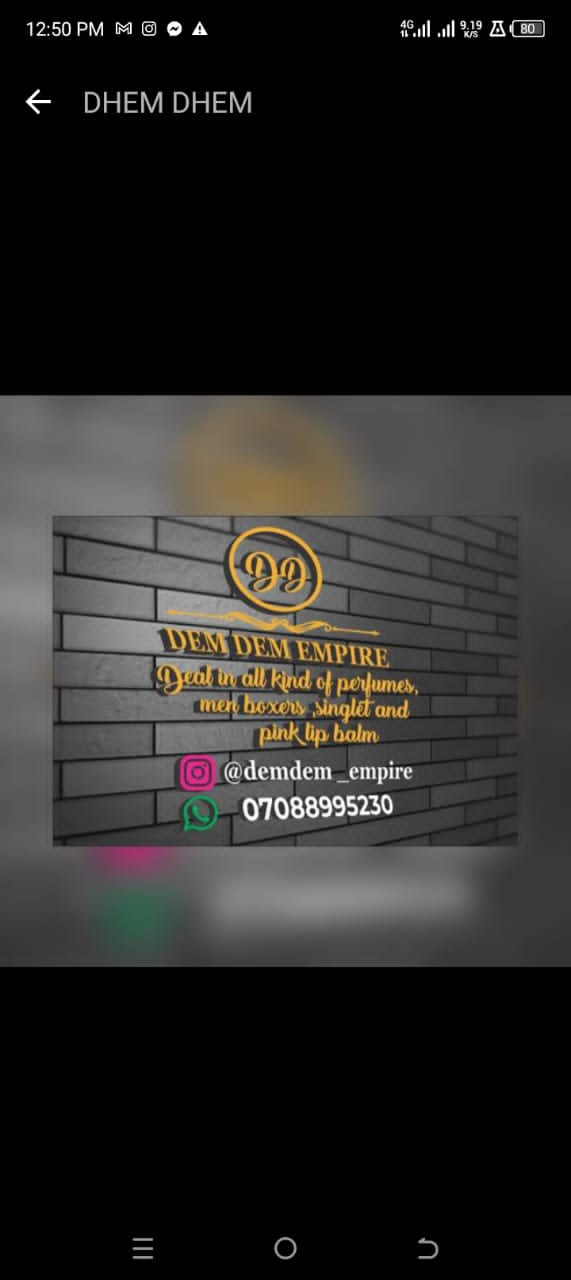 12:50 PM
4G 9.19 K/S 80
DHEM DHEM
DD
DEM DEM EMPIRE
Deal in all kind of perfumes,
men boxers ,singlet and
pink lip balm
@demdem_empire
07088995230